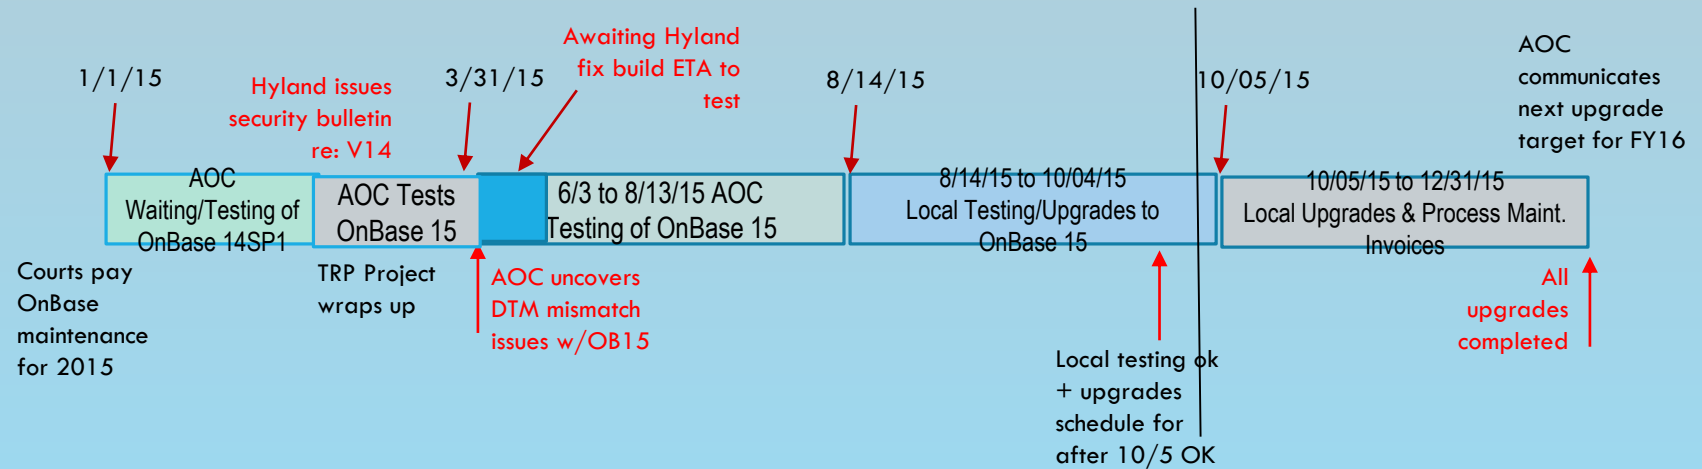 1/1/15
Hyland issues
security bulletin
re: V14
3/31/15
Awaiting Hyland
fix build ETA to
test
8/14/15
10/05/15
AOC
communicates
next upgrade
target for FY16
AOC
Waiting/Testing of
OnBase 14SP1
AOC Tests
OnBase 15
6/3 to 8/13/15 AOC
Testing of OnBase 15
8/14/15 to 10/04/15
Local Testing/Upgrades to
OnBase 15
10/05/15 to 12/31/15
Local Upgrades & Process Maint.
Invoices
Courts pay
OnBase
maintenance
for 2015
TRP Project
wraps up
AOC uncovers
DTM mismatch
issues w/OB15
Local testing ok
+ upgrades
schedule for
after 10/5 OK
All
upgrades
completed